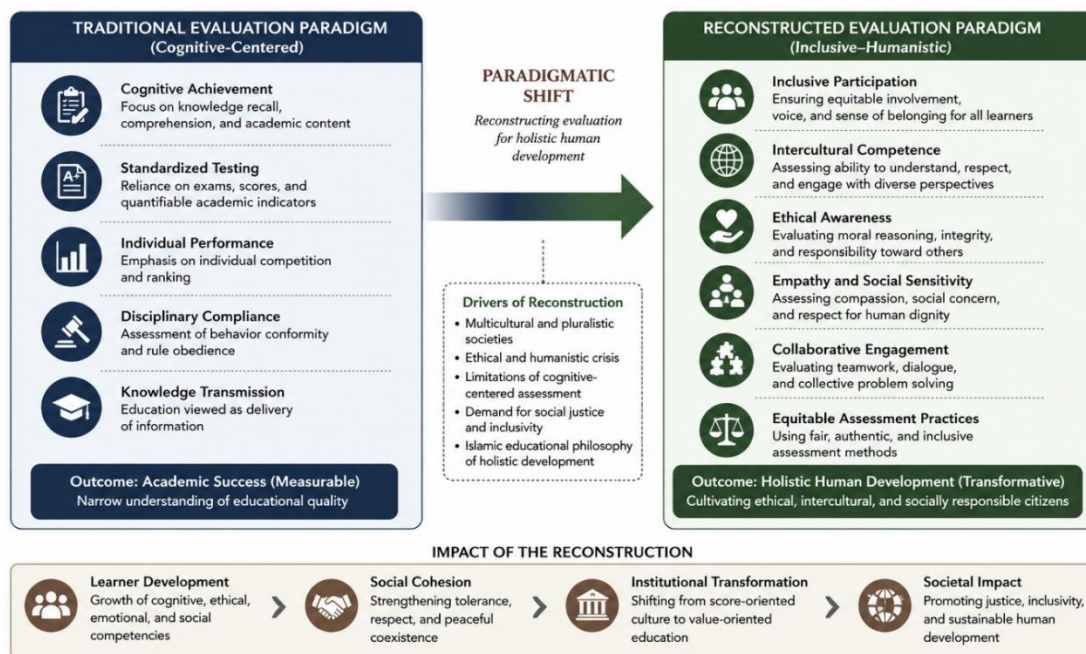 TRADITIONAL EVALUATION PARADIGM
(Cognitive-Centered)
Cognitive Achievement
Focus on knowledge recall,
comprehension, and academic content
Standardized Testing
Reliance on exams, scores, and
quantifiable academic indicators
Individual Performance
Emphasis on individual competition
and ranking
Disciplinary Compliance
Assessment of behavior conformity
and rule obedience
Knowledge Transmission
Education viewed as delivery
of information
Outcome: Academic Success (Measurable)
Narrow understanding of educational quality
PARADIGMATIC
SHIFT
Reconstructing evaluation
for holistic human
development
Drivers of Reconstruction
• Multicultural and pluralistic
societies
• Ethical and humanistic crisis
• Limitations of cognitive-
centered assessment
• Demand for social justice
and inclusivity
• Islamic educational philosophy
of holistic development
RECONSTRUCTED EVALUATION PARADIGM
(Inclusive–Humanistic)
Inclusive Participation
Ensuring equitable involvement,
voice, and sense of belonging for all learners
Intercultural Competence
Assessing ability to understand, respect,
and engage with diverse perspectives
Ethical Awareness
Evaluating moral reasoning, integrity,
and responsibility toward others
Empathy and Social Sensitivity
Assessing compassion, social concern,
and respect for human dignity
Collaborative Engagement
Evaluating teamwork, dialogue,
and collective problem solving
Equitable Assessment Practices
Using fair, authentic, and inclusive
assessment methods
Outcome: Holistic Human Development (Transformative)
Cultivating ethical, intercultural, and socially responsible citizens
IMPACT OF THE RECONSTRUCTION
Learner Development
Growth of cognitive, ethical,
emotional, and social
competencies
Social Cohesion
Strengthening tolerance,
respect, and peaceful
coexistence
Institutional Transformation
Shifting from score-oriented
culture to value-oriented
education
Societal Impact
Promoting justice, inclusivity,
and sustainable human
development